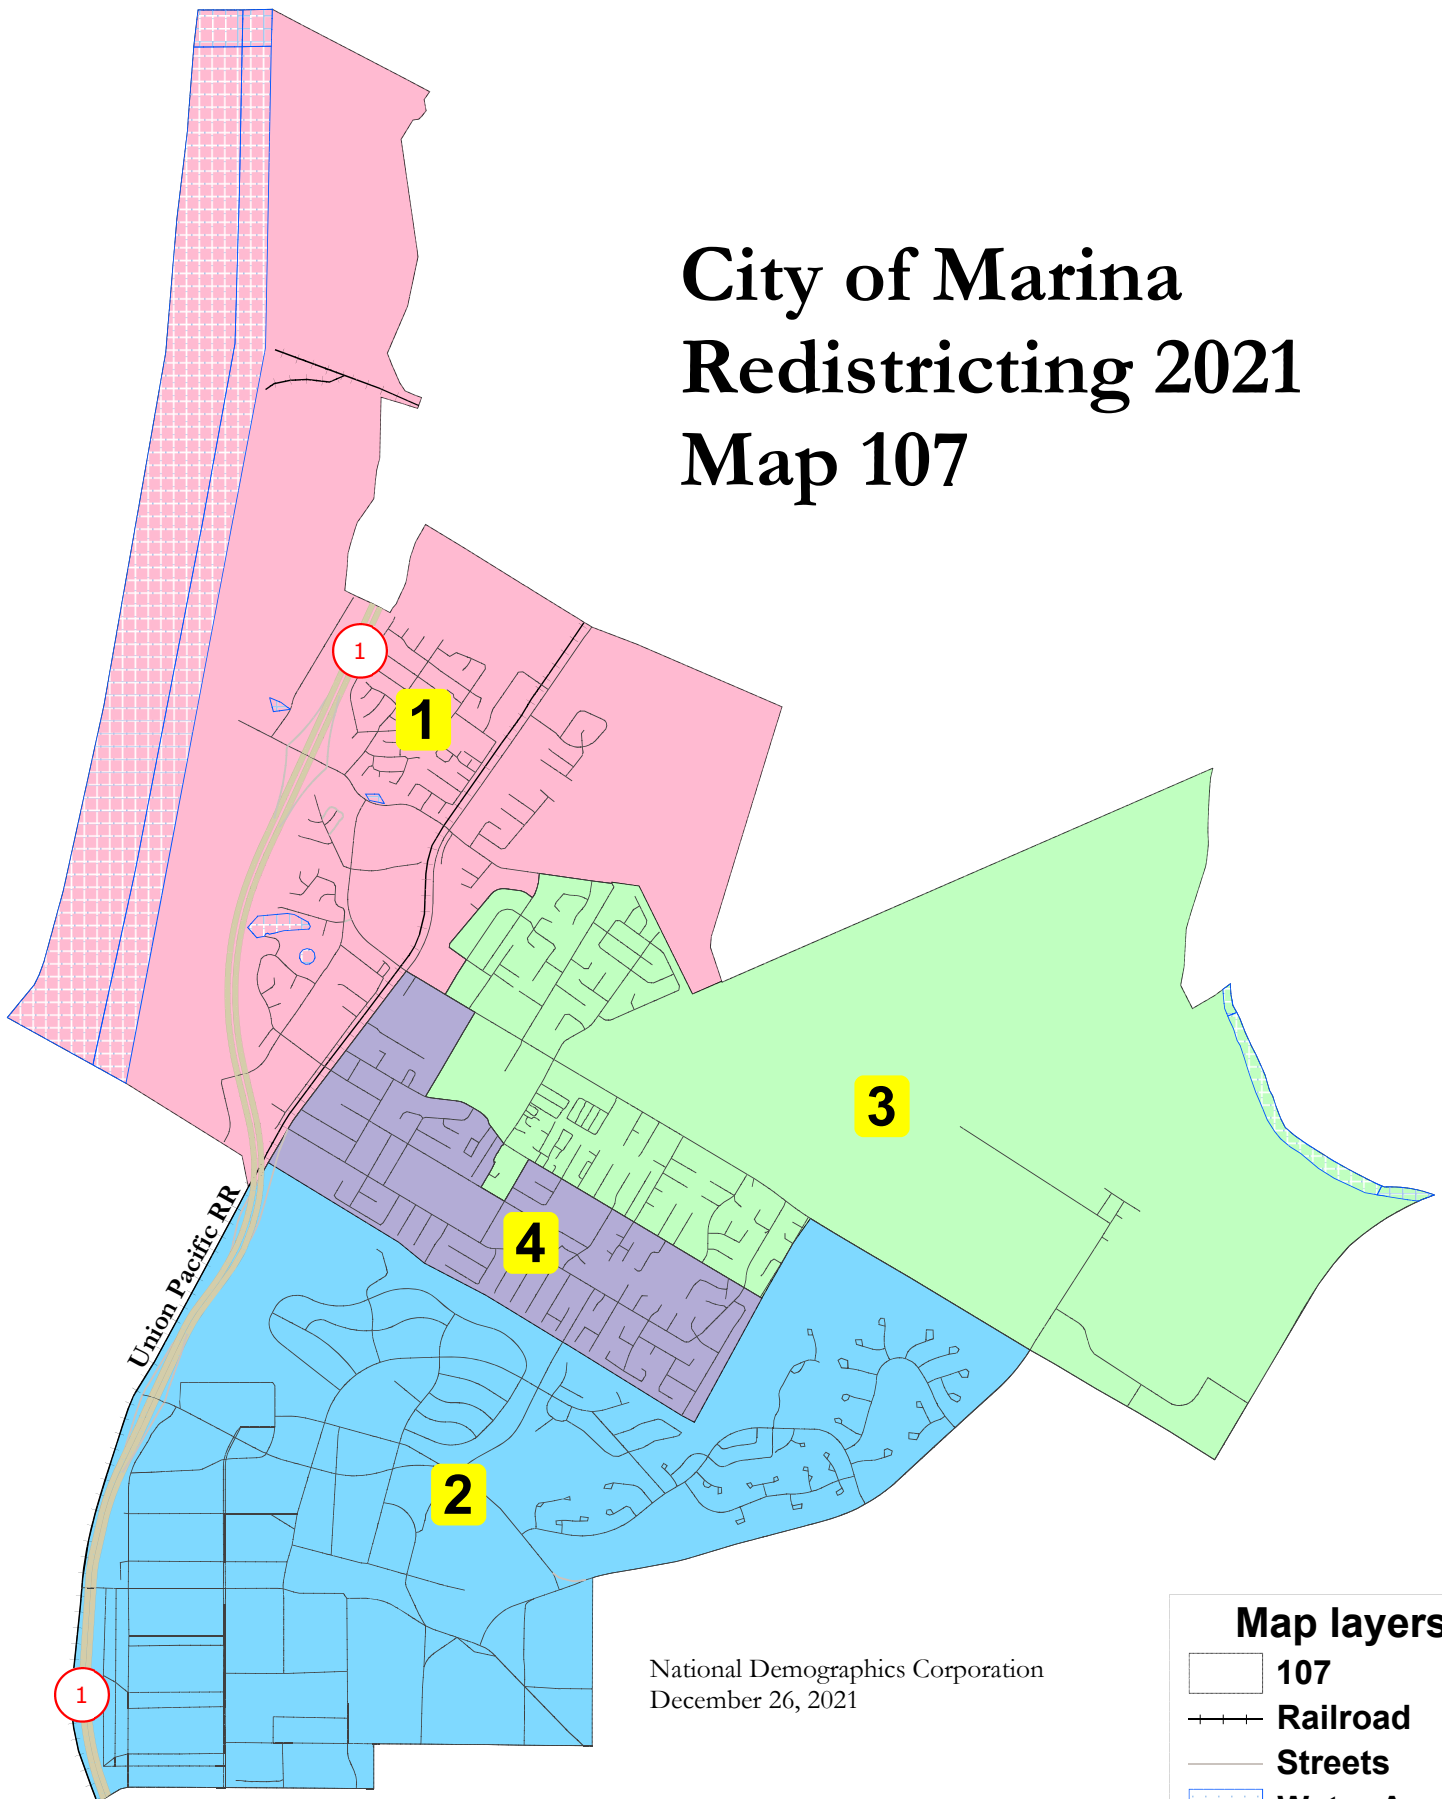 City of Marina
Redistricting 2021
Map 107
1
1
3
4
Union Pacific RR
2
National Demographics Corporation
December 26, 2021
1
Map layers
107
Railroad
Streets